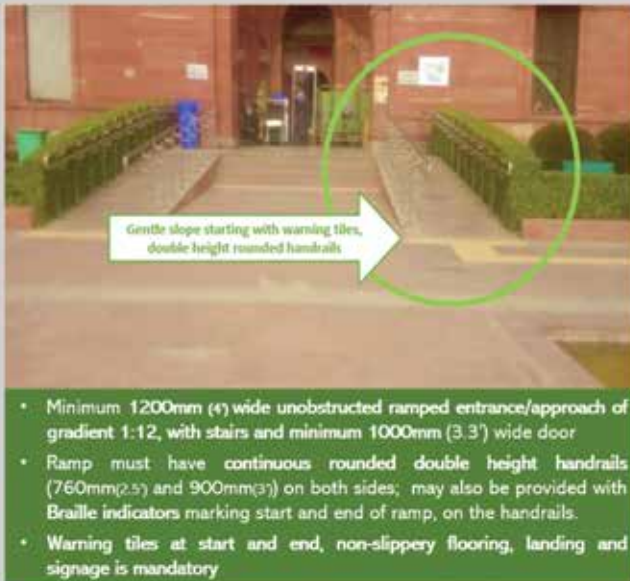 Gentle slope starting with warning tiles,
double height rounded handrails
• Minimum 1200mm (4') wide unobstructed ramped entrance/approach of
gradient 1:12, with stairs and minimum 1000mm (3.3') wide door
• Ramp must have continuous rounded double height handrails
(760mm(2.5') and 900mm(3')) on both sides; may also be provided with
Braille indicators marking start and end of ramp, on the handrails.
• Warning tiles at start and end, non-slippery flooring, landing and
signage is mandatory